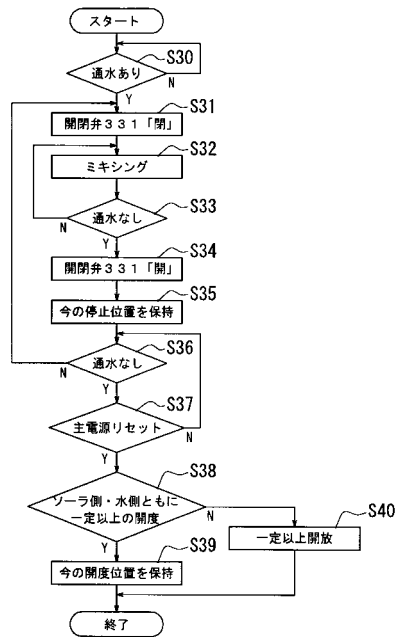 スタート
S30
通水あり
N
Y
S31
開閉弁331「閉」
S32
ミキシング
S33
通水なし
N
Y
S34
開閉弁331「開」
S35
今の停止位置を保持
S36
通水なし
N
Y
S37
主電源リセット
N
Y
S38
ソーラ側・水側ともに
一定以上の開度
N
Y
S40
一定以上開放
S39
今の開度位置を保持
終了